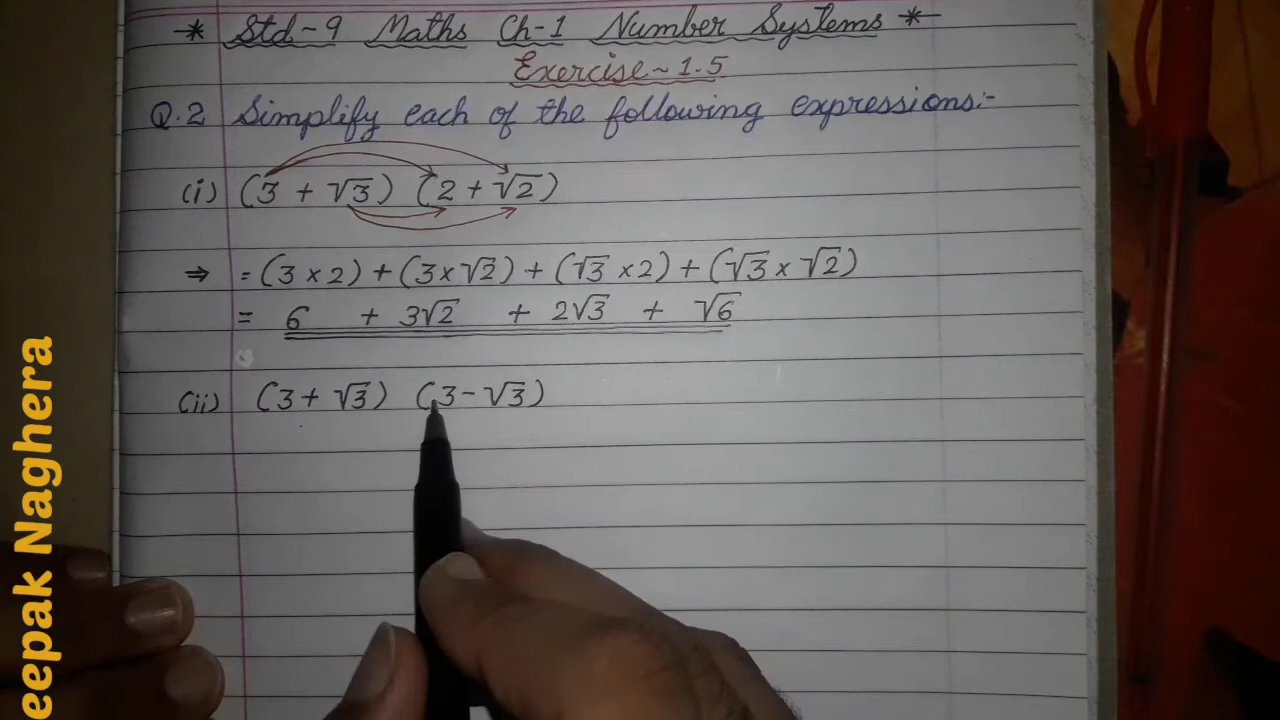 * Std-9 Maths Ch-1 Number Systems *
Exercise~1.5
Q.2 Simplify each of the following expressions:-
(i) (3 + √3) (2 + √2)
⇒ = (3 × 2) + (3 × √2) + (√3 × 2) + (√3 × √2)
= 6 + 3√2 + 2√3 + √6
(ii) (3 + √3) (3 - √3)
eepak Naghera